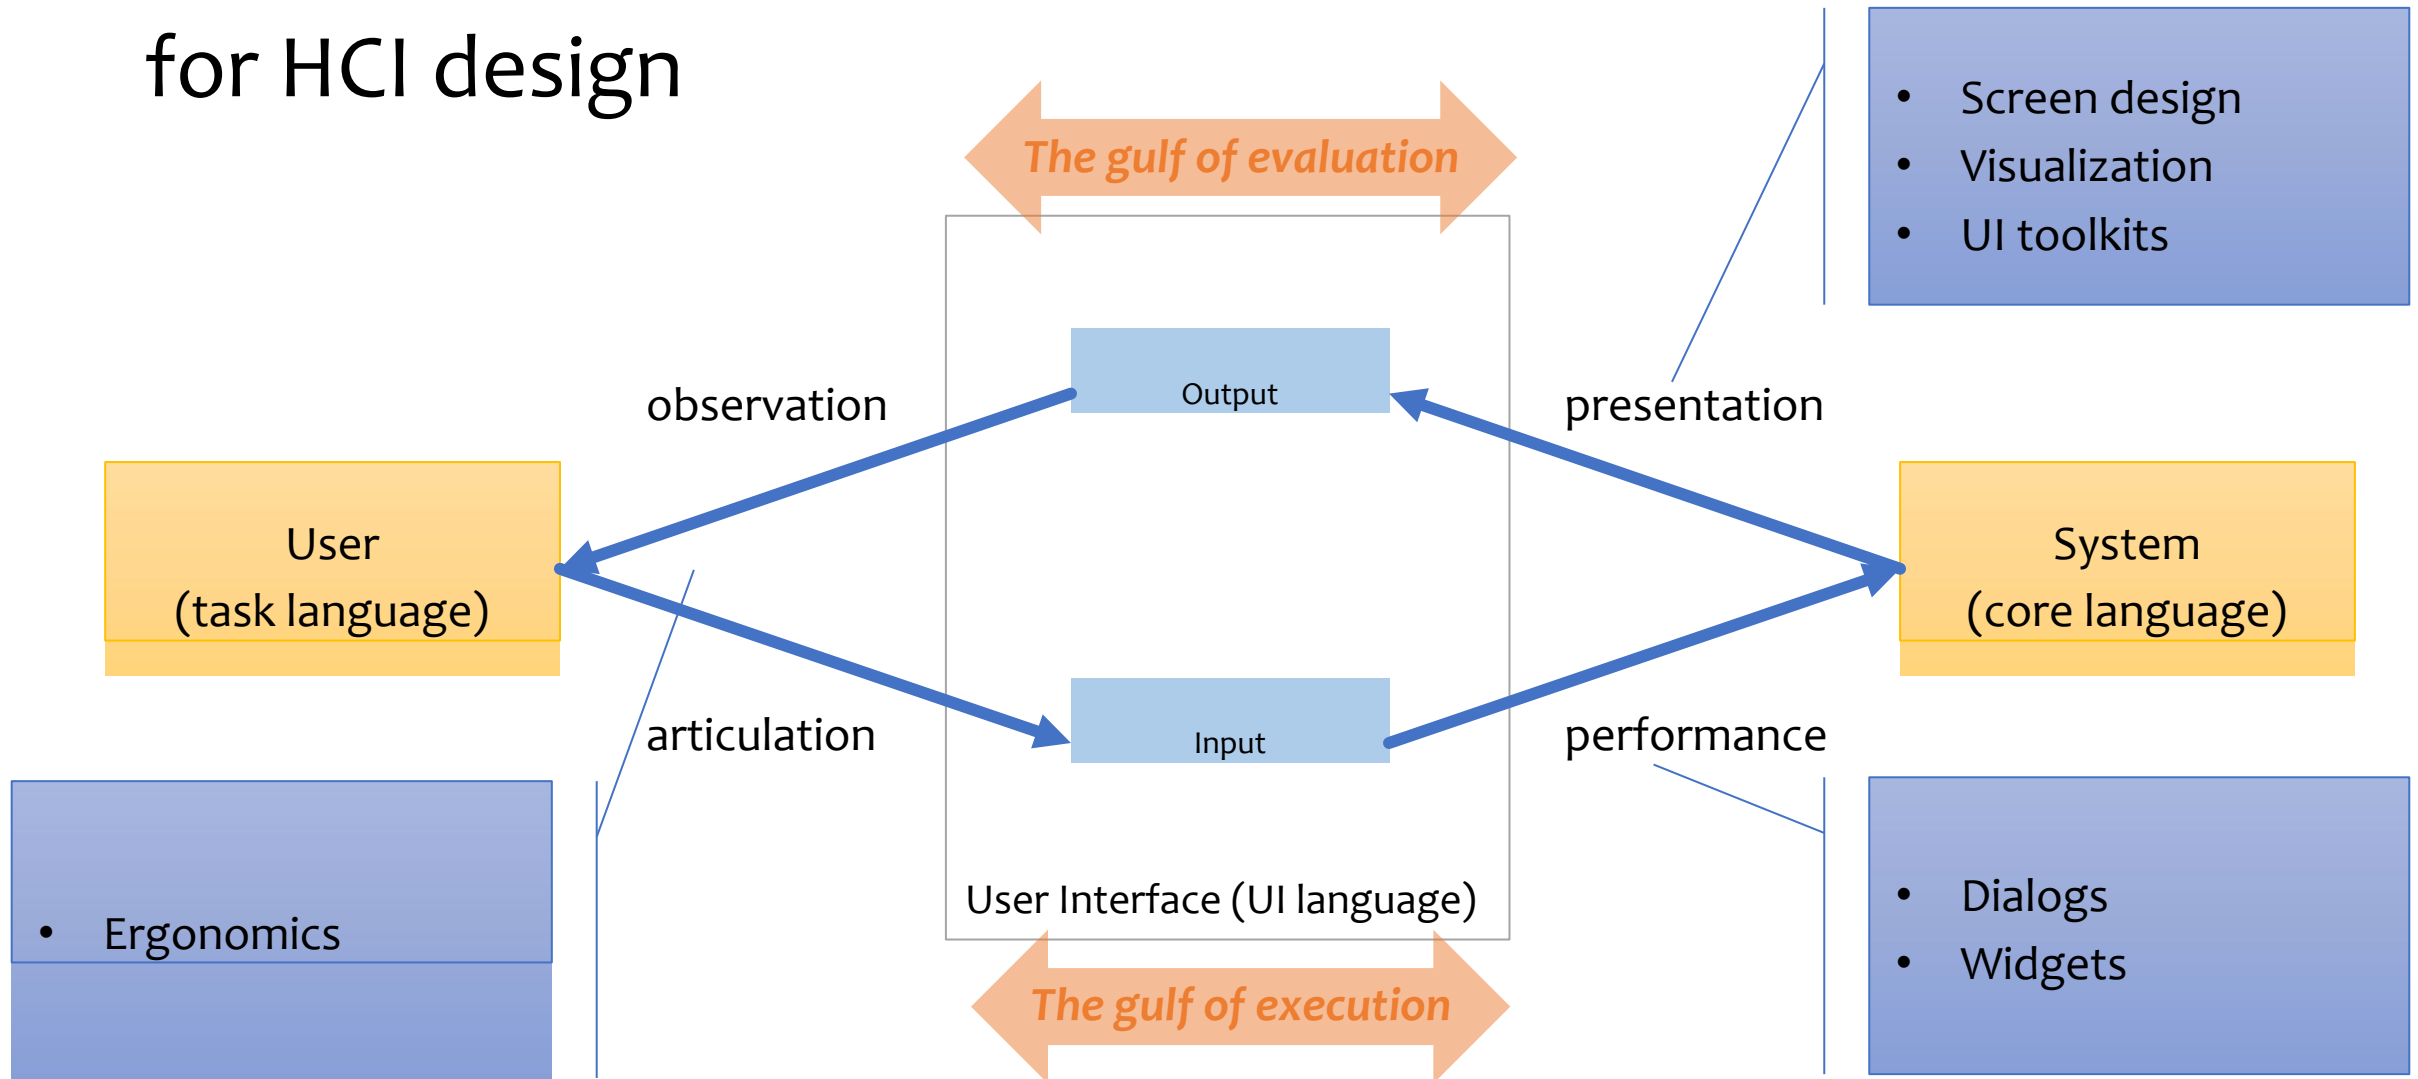 for HCI design
The gulf of evaluation
• Screen design
• Visualization
• UI toolkits
Output
observation
presentation
User
(task language)
System
(core language)
articulation
Input
performance
User Interface (UI language)
• Ergonomics
• Dialogs
• Widgets
The gulf of execution